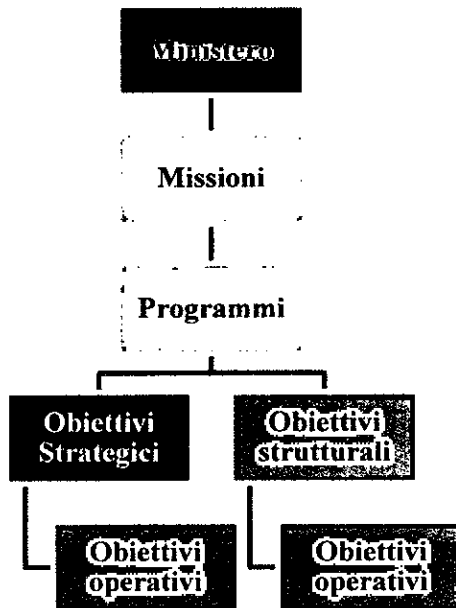 Ministero
Missioni
Programmi
Obiettivi
Strategici
Obiettivi
strutturali
Obiettivi
operativi
Obiettivi
operativi